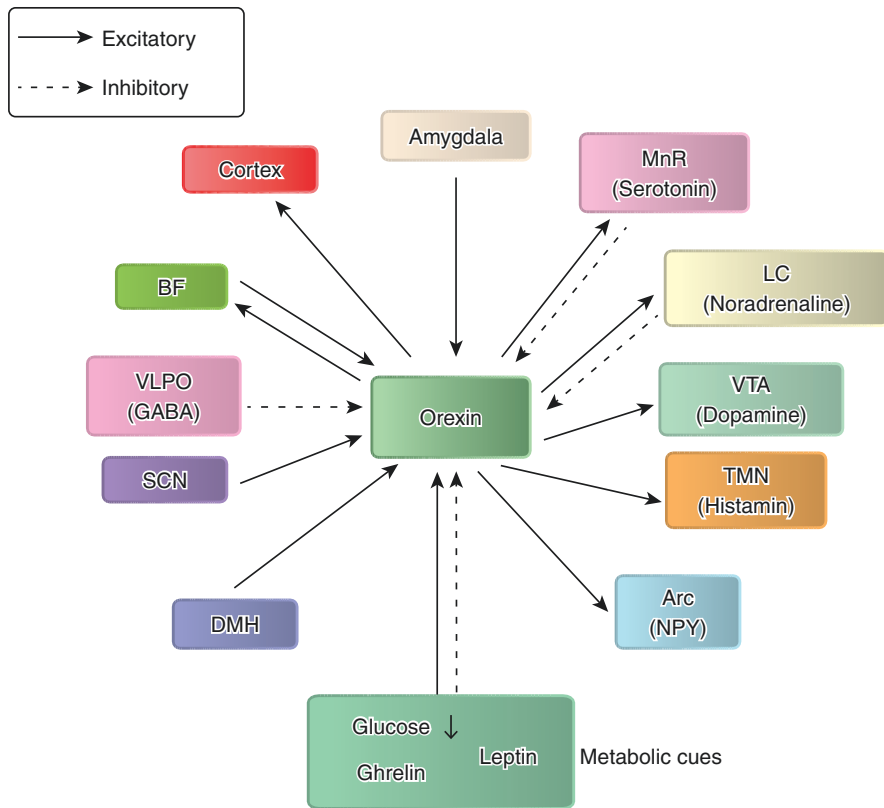 Excitatory
Inhibitory
Amygdala
Cortex
MnR
(Serotonin)
BF
LC
(Noradrenaline)
VLPO
(GABA)
Orexin
VTA
(Dopamine)
SCN
TMN
(Histamin)
DMH
Arc
(NPY)
Glucose ↓
Leptin
Ghrelin
Metabolic cues